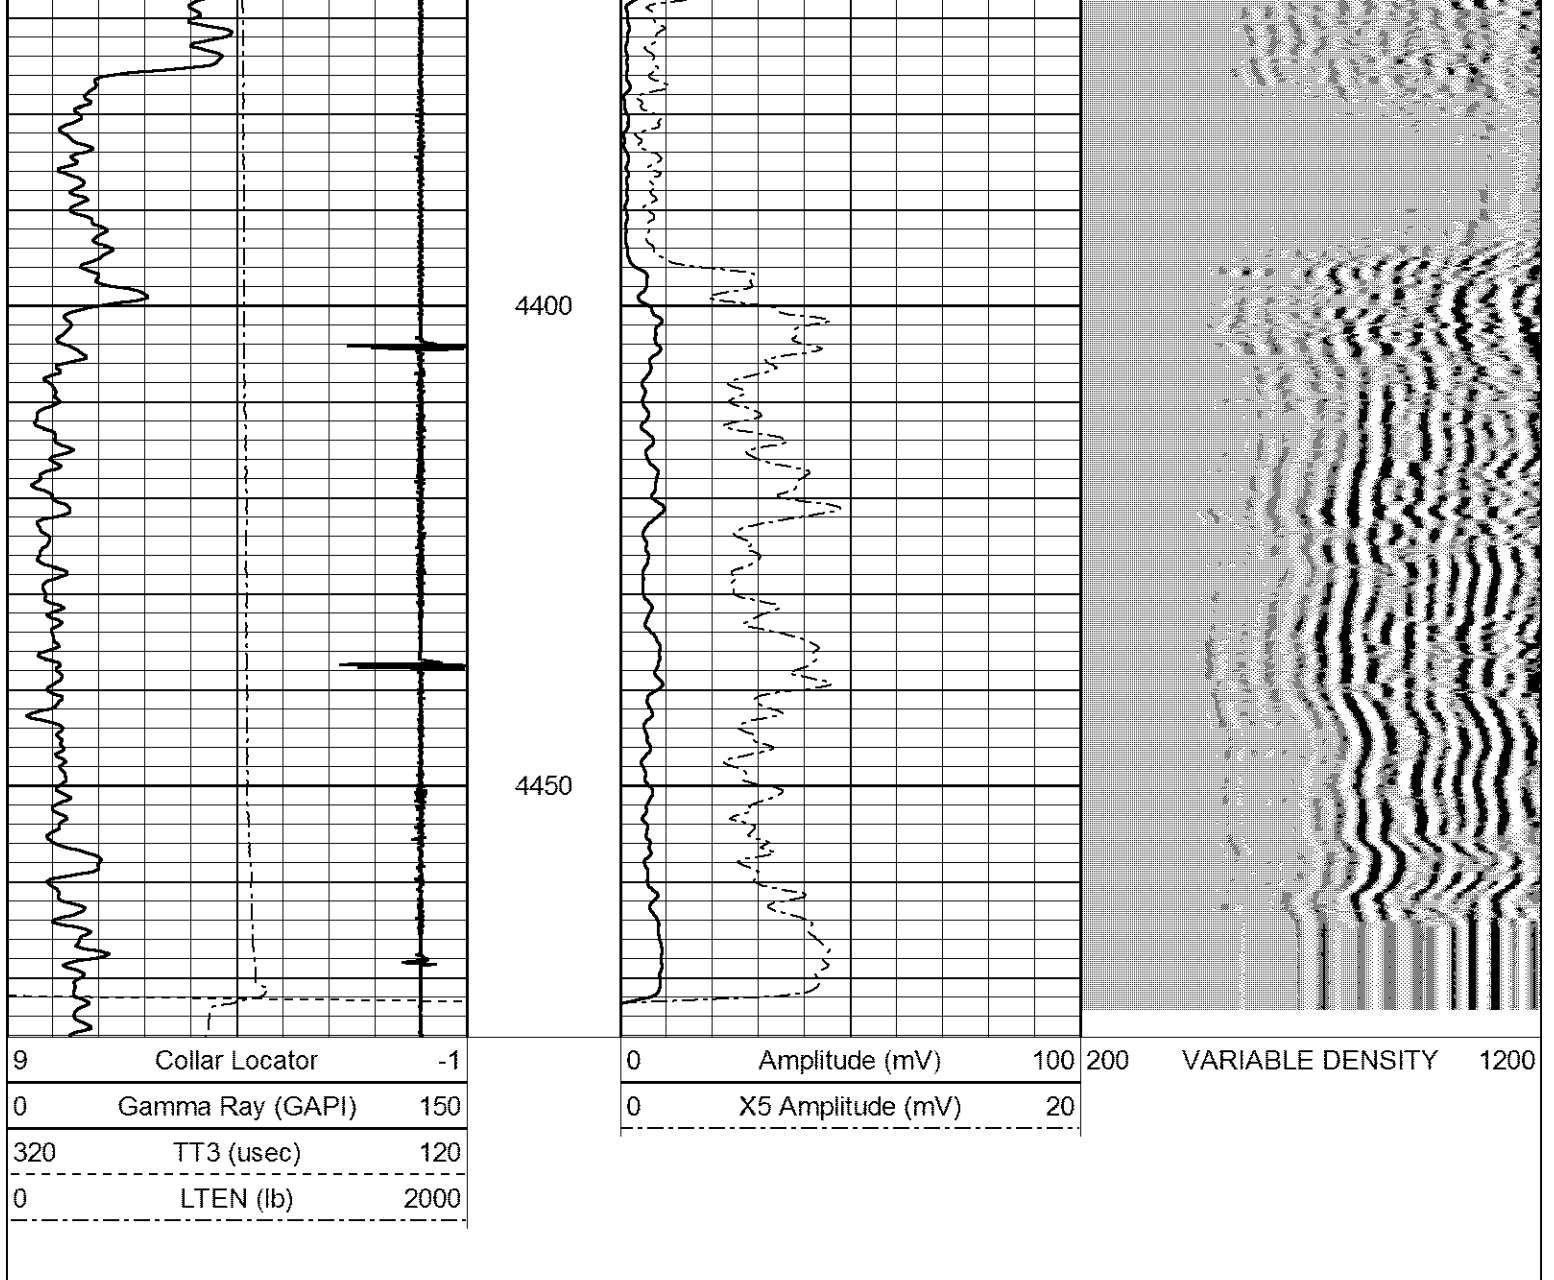 4400
4450
9 Collar Locator -1
0 Gamma Ray (GAPI) 150
320 TT3 (usec) 120
0 LTEN (lb) 2000
0 Amplitude (mV) 100
0 X5 Amplitude (mV) 20
200 VARIABLE DENSITY 1200